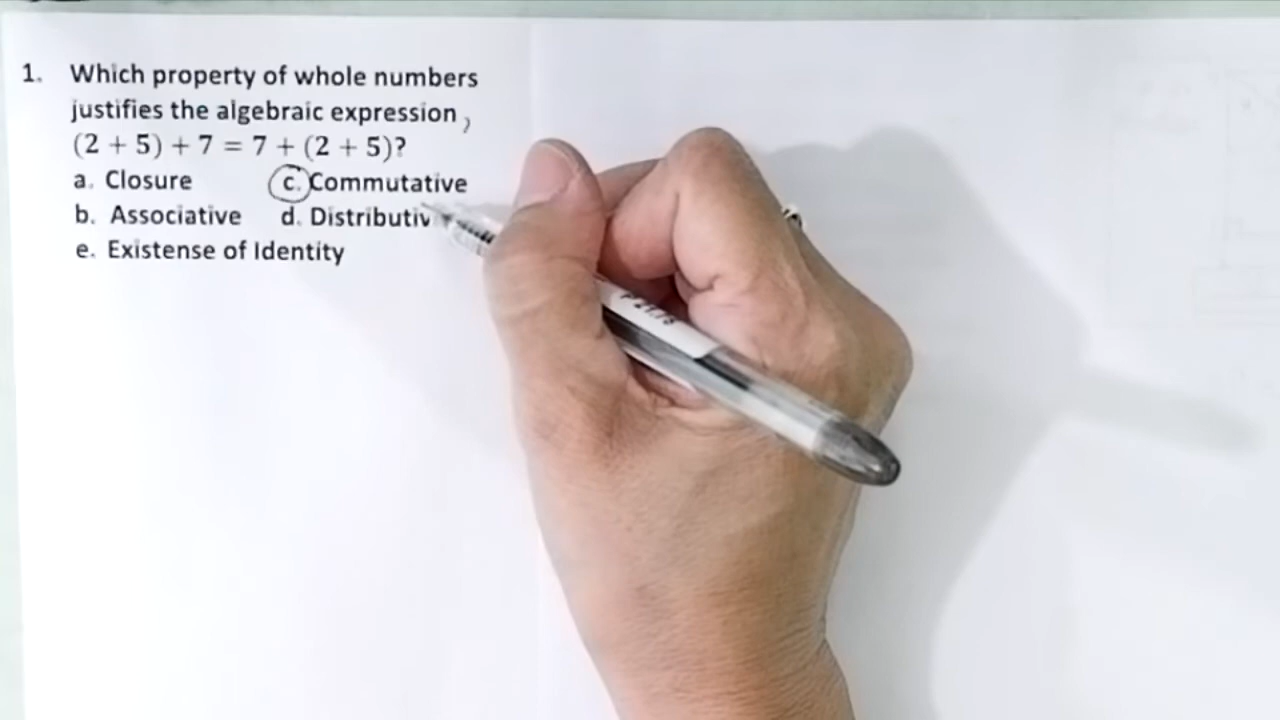 1. Which property of whole numbers
justifies the algebraic expression,
(2 + 5) + 7 = 7 + (2 + 5)?
a. Closure c. Commutative
b. Associative d. Distributiv
e. Existense of Identity